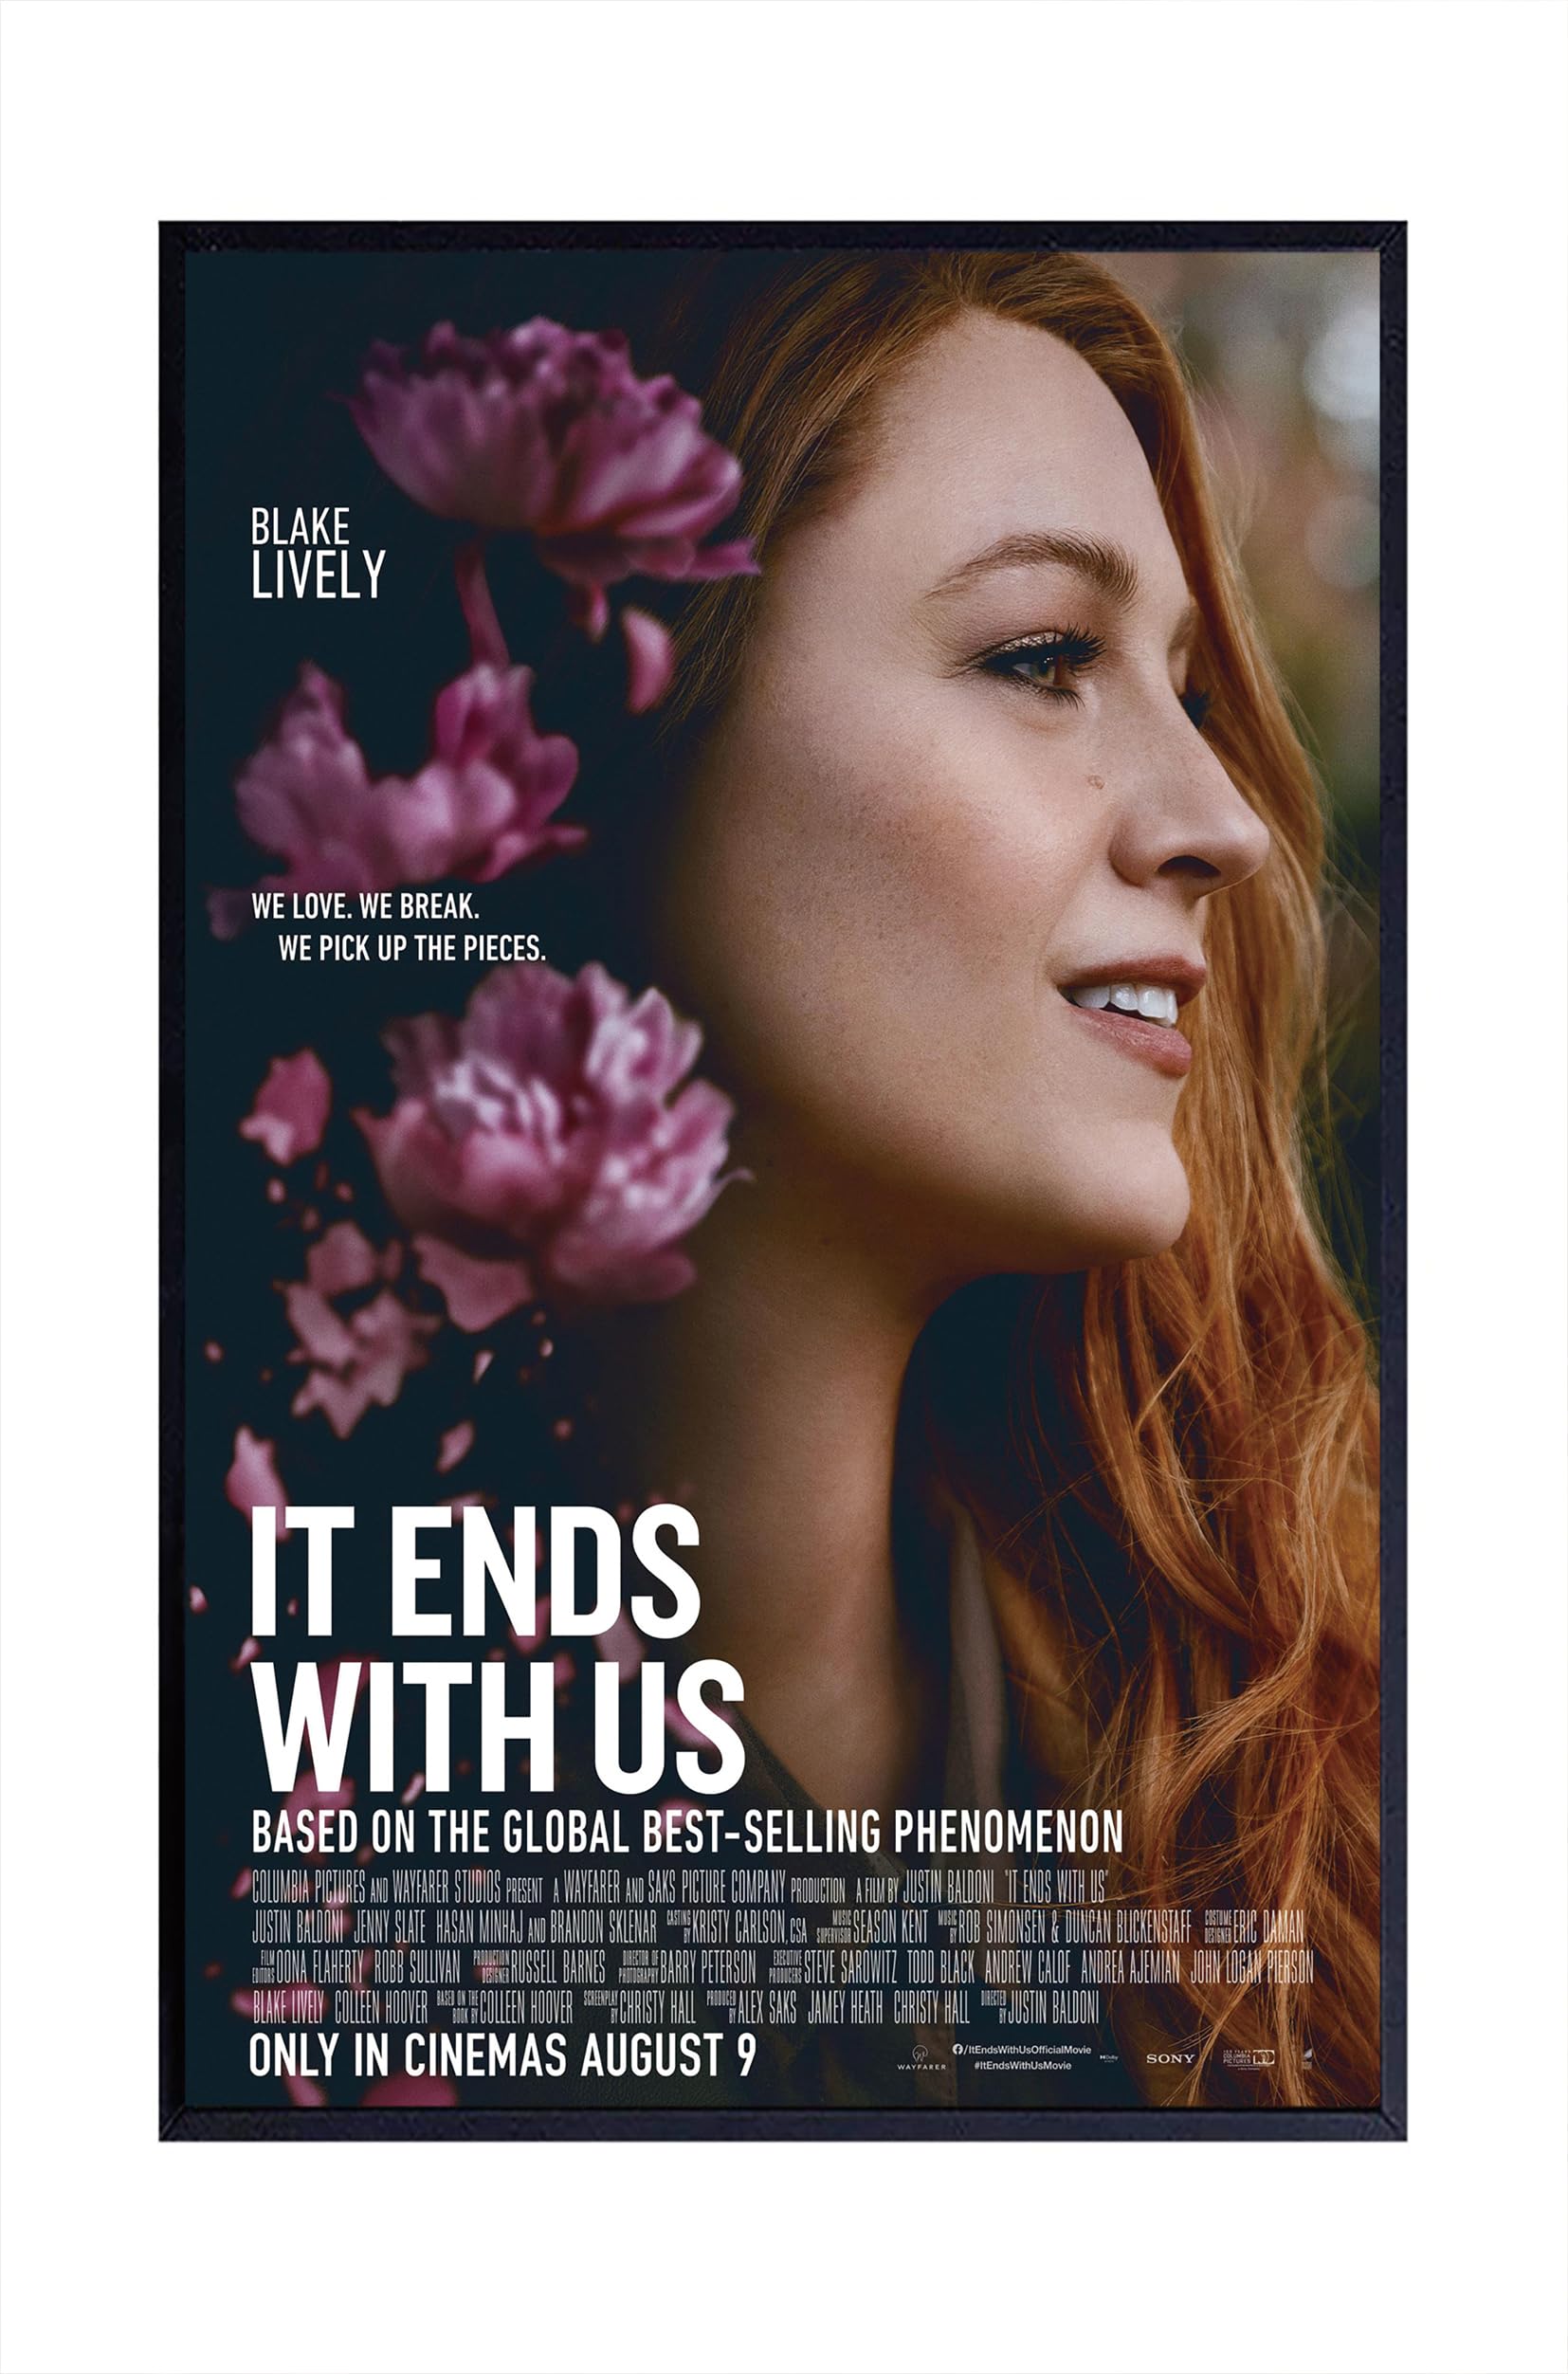 BLAKE
LIVELY
WE LOVE. WE BREAK.
WE PICK UP THE PIECES.
IT ENDS
WITH US
BASED ON THE GLOBAL BEST-SELLING PHENOMENON
COLUMBIA PICTURES AND WAYFARER STUDIOS PRESENT A WAYFARER AND SAKS PICTURE COMPANY PRODUCTION A FILM BY JUSTIN BALDONI "IT ENDS WITH US"
JUSTIN BALDONI JENNY SLATE HASAN MINHAJ AND BRANDON SKLENAR CASTING BY KRISTY CARLSON, CSA MUSIC SUPERVISOR SEASON KENT MUSIC BY ROB SIMONSEN & DUNCAN BLICKENSTAFF COSTUME DESIGNER ERIC DAMAN
FILM EDITORS OONA FLAHERTY ROBB SULLIVAN PRODUCTION DESIGNER RUSSELL BARNES DIRECTOR OF PHOTOGRAPHY BARRY PETERSON EXECUTIVE PRODUCERS STEVE SAROWITZ TODD BLACK ANDREW CALOF ANDREA AJEMIAN JOHN LOGAN PIERSON
BLAKE LIVELY COLLEEN HOOVER BASED ON THE BOOK BY COLLEEN HOOVER SCREENPLAY BY CHRISTY HALL PRODUCED BY ALEX SAKS JAMEY HEATH CHRISTY HALL DIRECTED BY JUSTIN BALDONI
ONLY IN CINEMAS AUGUST 9
WAYFARER
/ItEndsWithUsOfficialMovie
#ItEndsWithUsMovie
Dolby
SONY
COLUMBIA
PICTURES